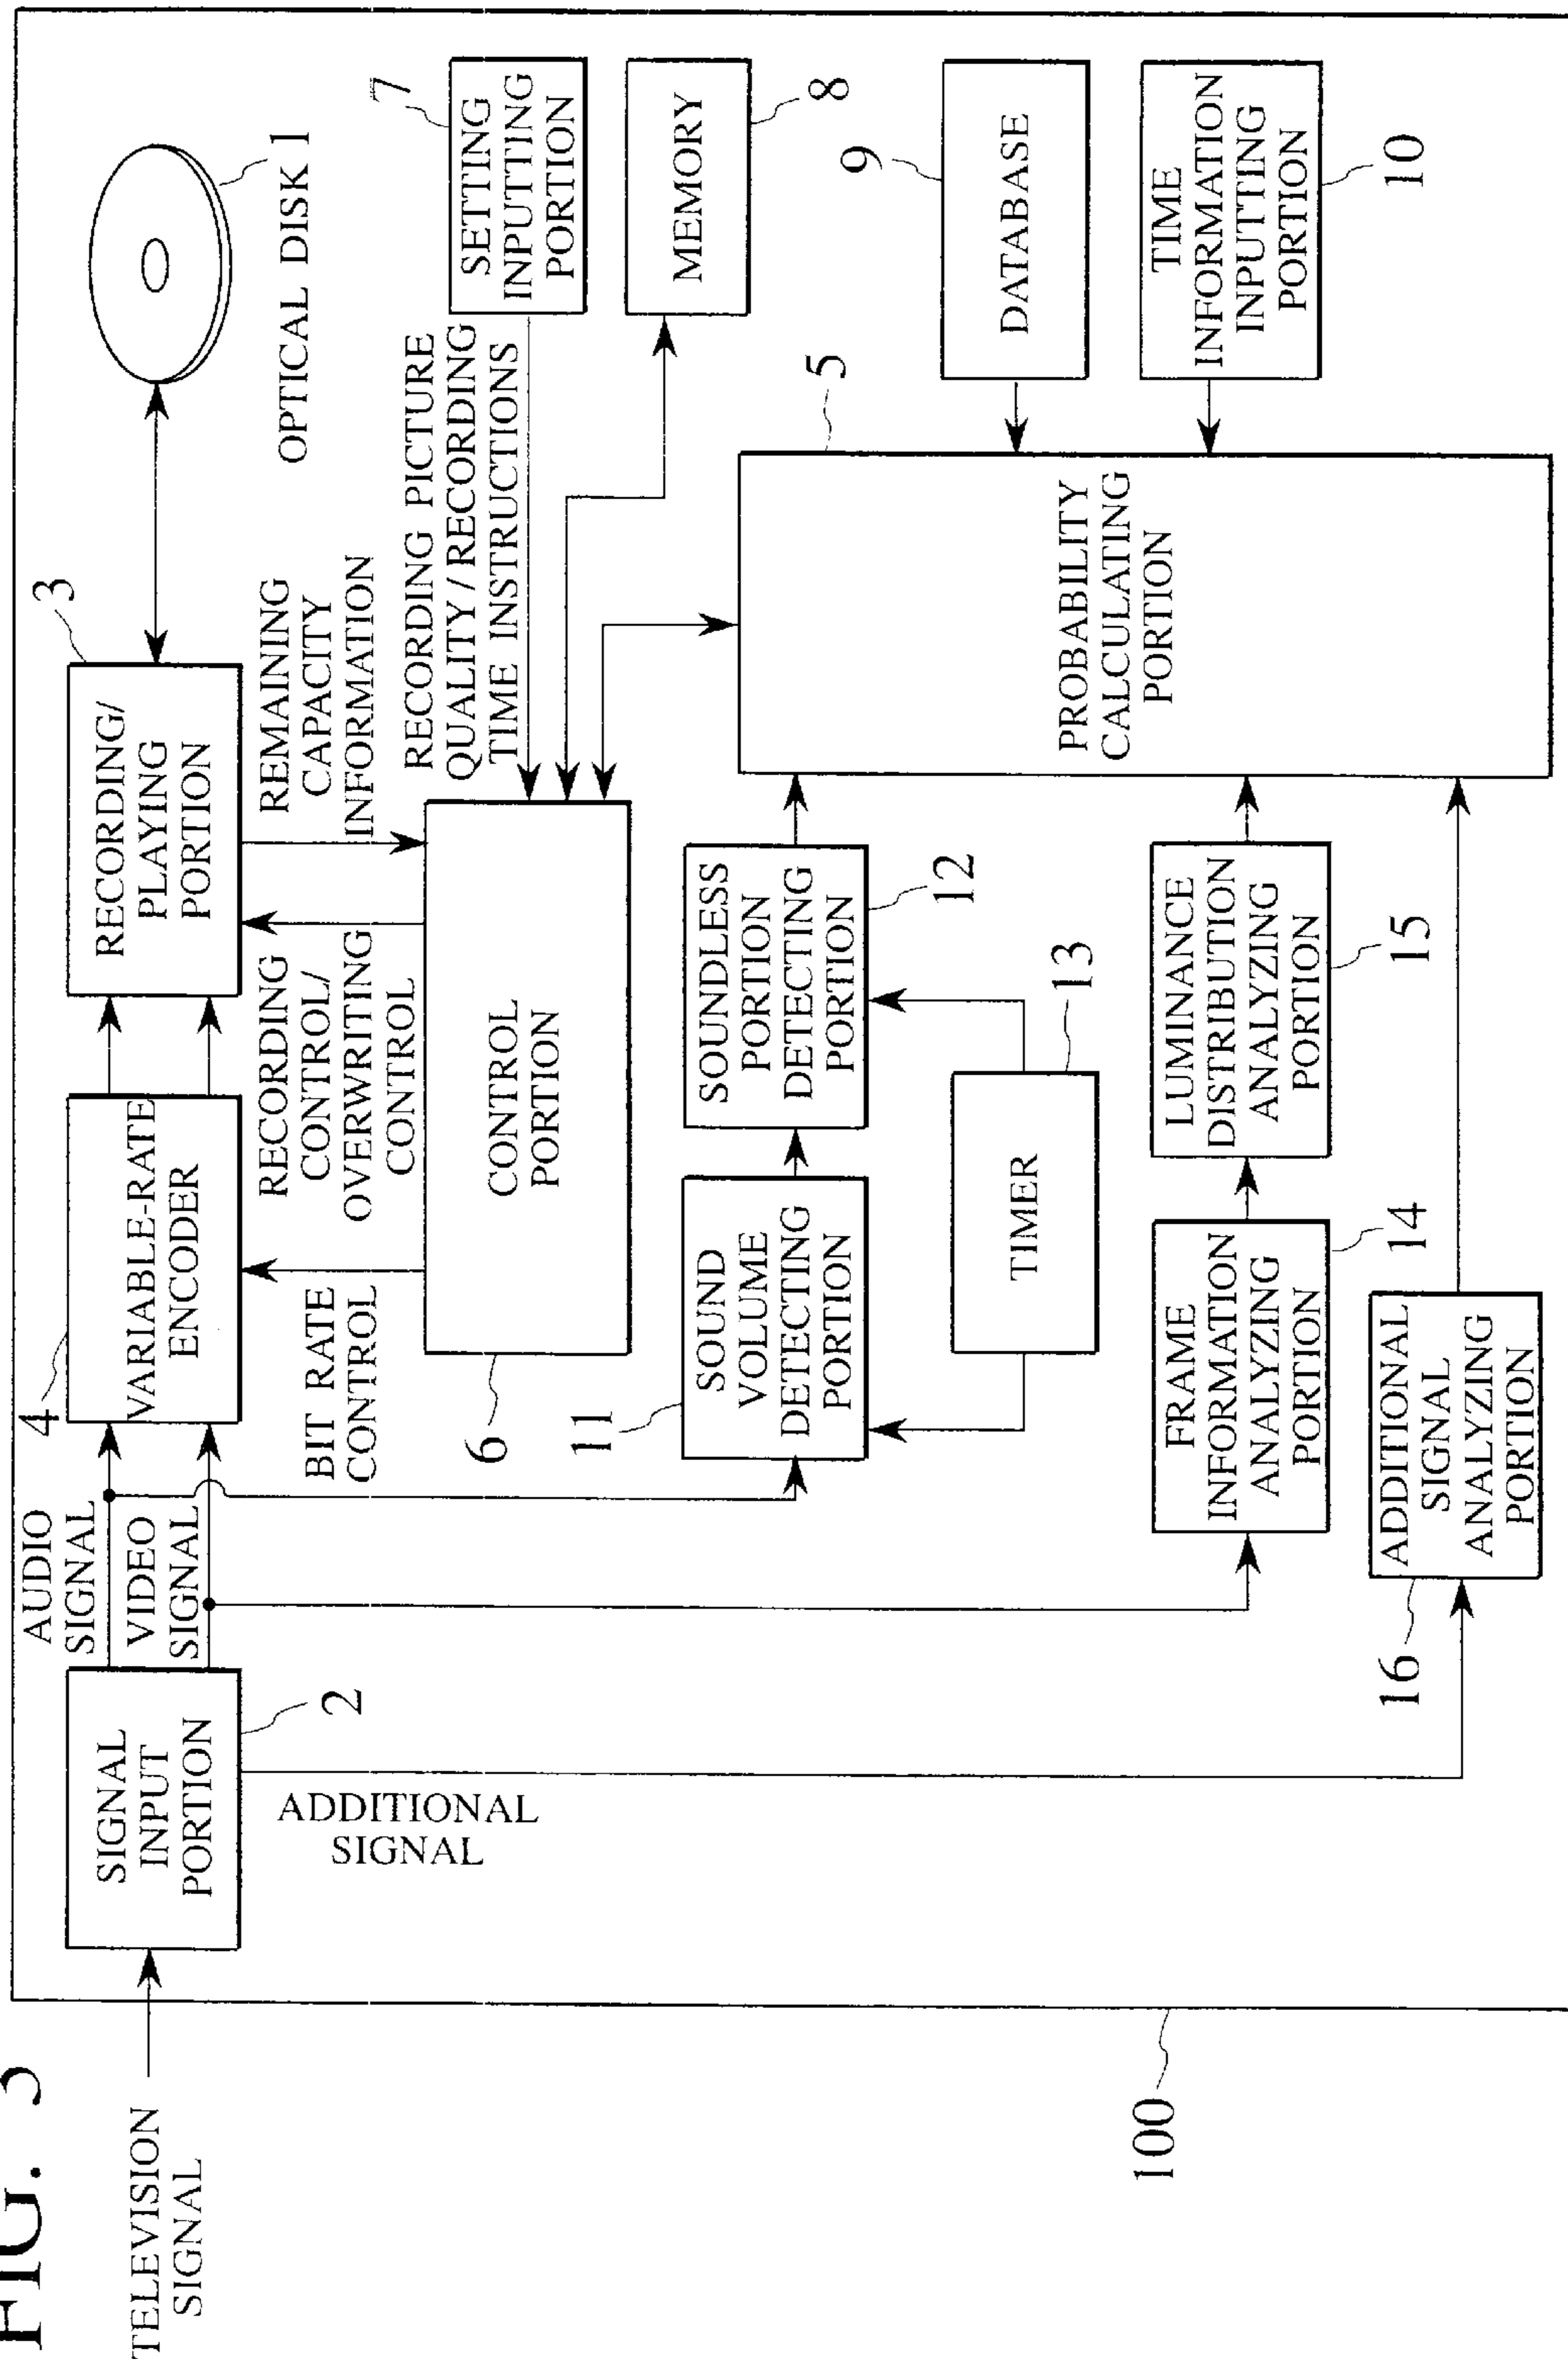 FIG.
TELEVISION
SIGNAL
SIGNAL
INPUT
PORTION
2
AUDIO
SIGNAL
VIDEO
SIGNAL
ADDITIONAL
SIGNAL
4
VARIABLE-RATE
ENCODER
3
RECORDING/
PLAYING
PORTION
OPTICAL DISK 1
BIT RATE
CONTROL
RECORDING
CONTROL/
OVERWRITING
CONTROL
REMAINING
CAPACITY
INFORMATION
RECORDING PICTURE
QUALITY/RECORDING
TIME INSTRUCTIONS
7
SETTING
INPUTTING
PORTION
6
CONTROL
PORTION
MEMORY
8
11
SOUND
VOLUME
DETECTING
PORTION
SOUNDLESS
PORTION
DETECTING
PORTION
12
TIMER
13
5
PROBABILITY
CALCULATING
PORTION
9
DATABASE
TIME
INFORMATION
INPUTTING
PORTION
10
FRAME
INFORMATION
ANALYZING
PORTION
14
LUMINANCE
DISTRIBUTION
ANALYZING
PORTION
15
16
ADDITIONAL
SIGNAL
ANALYZING
PORTION
100